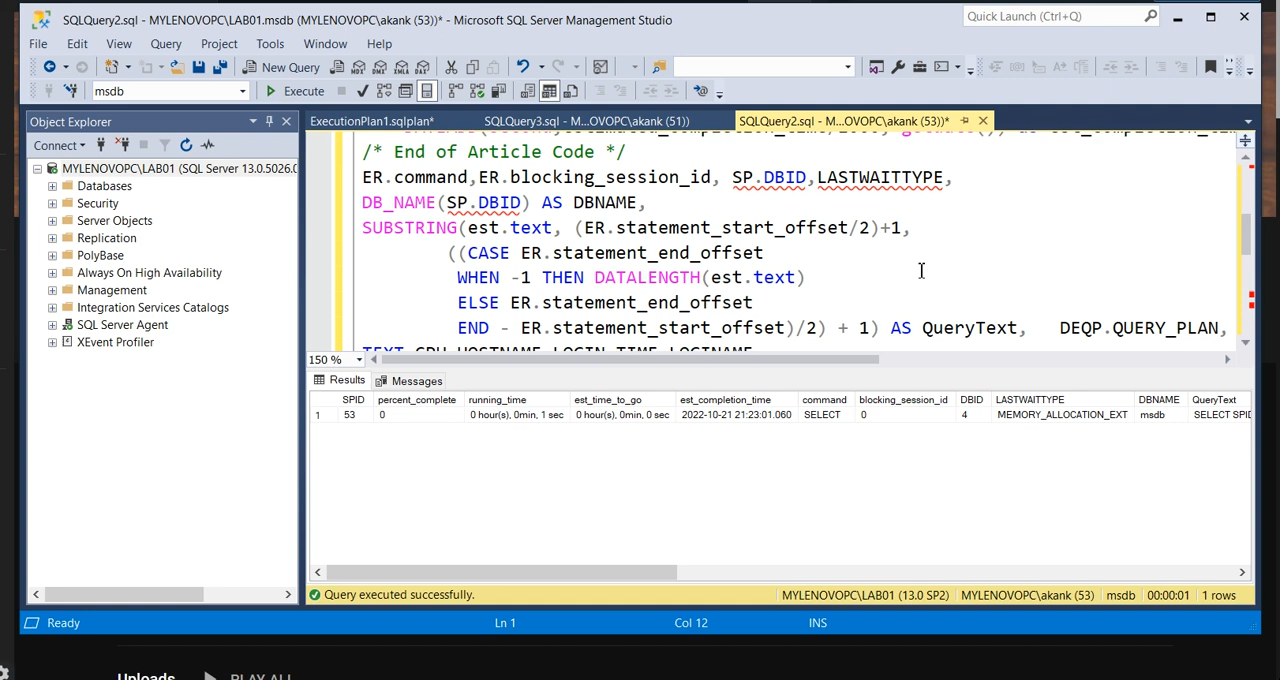 SQLQuery2.sql - MYLENOVOPC\LAB01.msdb (MYLENOVOPC\akank (53))* - Microsoft SQL Server Management Studio
Quick Launch (Ctrl+Q)
File Edit View Query Project Tools Window Help
New Query
MDX DMX XMLA DAX
msdb
Execute
Object Explorer
ExecutionPlan1.sqlplan*
SQLQuery3.sql - M...OVOPC\akank (51))
SQLQuery2.sql - M...OVOPC\akank (53))*
Connect
MYLENOVOPC\LAB01 (SQL Server 13.0.5026.0
Databases
Security
Server Objects
Replication
PolyBase
Always On High Availability
Management
Integration Services Catalogs
SQL Server Agent
XEvent Profiler
/* End of Article Code */
ER.command,ER.blocking_session_id, SP.DBID,LASTWAITTYPE,
DB_NAME(SP.DBID) AS DBNAME,
SUBSTRING(est.text, (ER.statement_start_offset/2)+1,
((CASE ER.statement_end_offset
WHEN -1 THEN DATALENGTH(est.text)
ELSE ER.statement_end_offset
END - ER.statement_start_offset)/2) + 1) AS QueryText, DEQP.QUERY_PLAN,
150 %
Results
Messages
SPID percent_complete running_time est_time_to_go est_completion_time command blocking_session_id DBID LASTWAITTYPE DBNAME QueryText
1 53 0 0 hour(s), 0min, 1 sec 0 hour(s), 0min, 0 sec 2022-10-21 21:23:01.060 SELECT 0 4 MEMORY_ALLOCATION_EXT msdb SELECT SPID
Query executed successfully.
MYLENOVOPC\LAB01 (13.0 SP2) MYLENOVOPC\akank (53) msdb 00:00:01 1 rows
Ready
Ln 1
Col 12
INS
Uploads
PLAY ALL